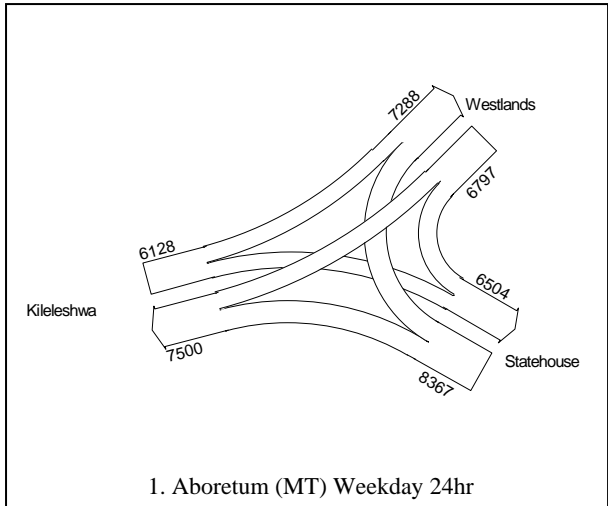 7288
Westlands
6797
6128
6504
Kileleshwa
7500
Statehouse
8367
1. Aboretum (MT) Weekday 24hr